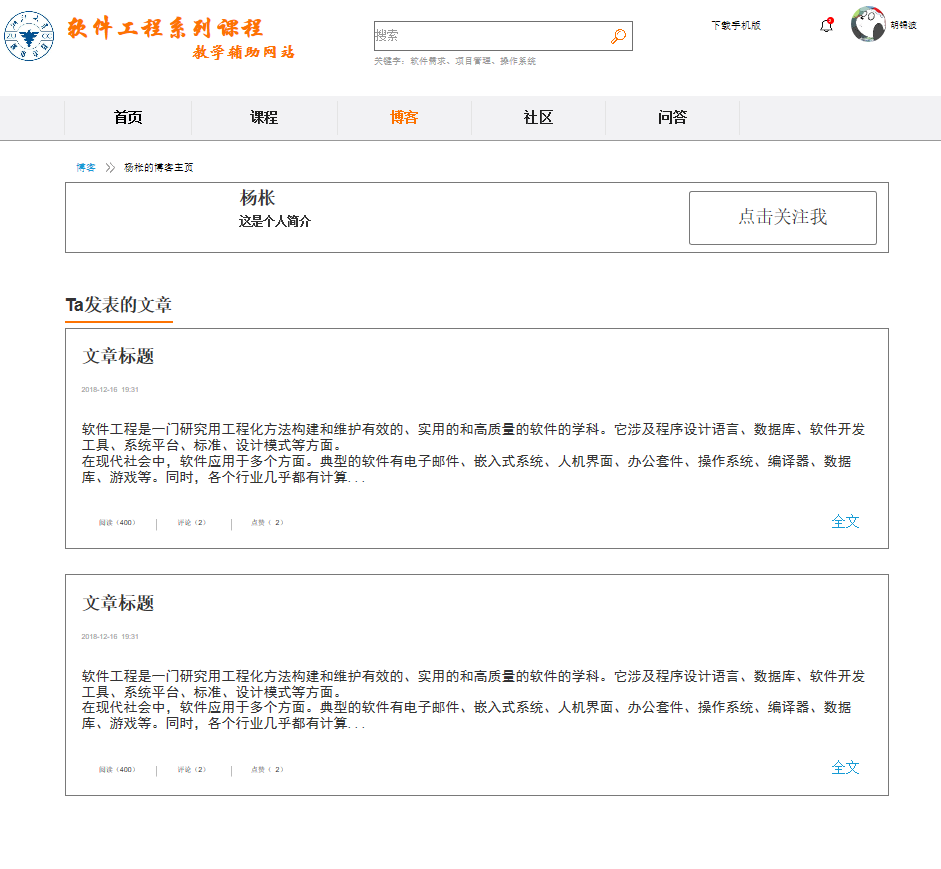 软件工程系列课程
教学辅助网站
搜索
关键字：软件需求、项目管理、操作系统
下载手机版
胡锦波
首页 课程 博客 社区 问答
博客 杨枨的博客主页
杨枨
这是个人简介
点击关注我
Ta发表的文章
文章标题
2018-12-16 19:31
软件工程是一门研究用工程化方法构建和维护有效的、实用的和高质量的软件的学科。它涉及程序设计语言、数据库、软件开发
工具、系统平台、标准、设计模式等方面。
在现代社会中，软件应用于多个方面。典型的软件有电子邮件、嵌入式系统、人机界面、办公套件、操作系统、编译器、数据
库、游戏等。同时，各个行业几乎都有计算...
阅读（400） | 评论（2） | 点赞（ 2） 全文
文章标题
2018-12-16 19:31
软件工程是一门研究用工程化方法构建和维护有效的、实用的和高质量的软件的学科。它涉及程序设计语言、数据库、软件开发
工具、系统平台、标准、设计模式等方面。
在现代社会中，软件应用于多个方面。典型的软件有电子邮件、嵌入式系统、人机界面、办公套件、操作系统、编译器、数据
库、游戏等。同时，各个行业几乎都有计算...
阅读（400） | 评论（2） | 点赞（ 2） 全文